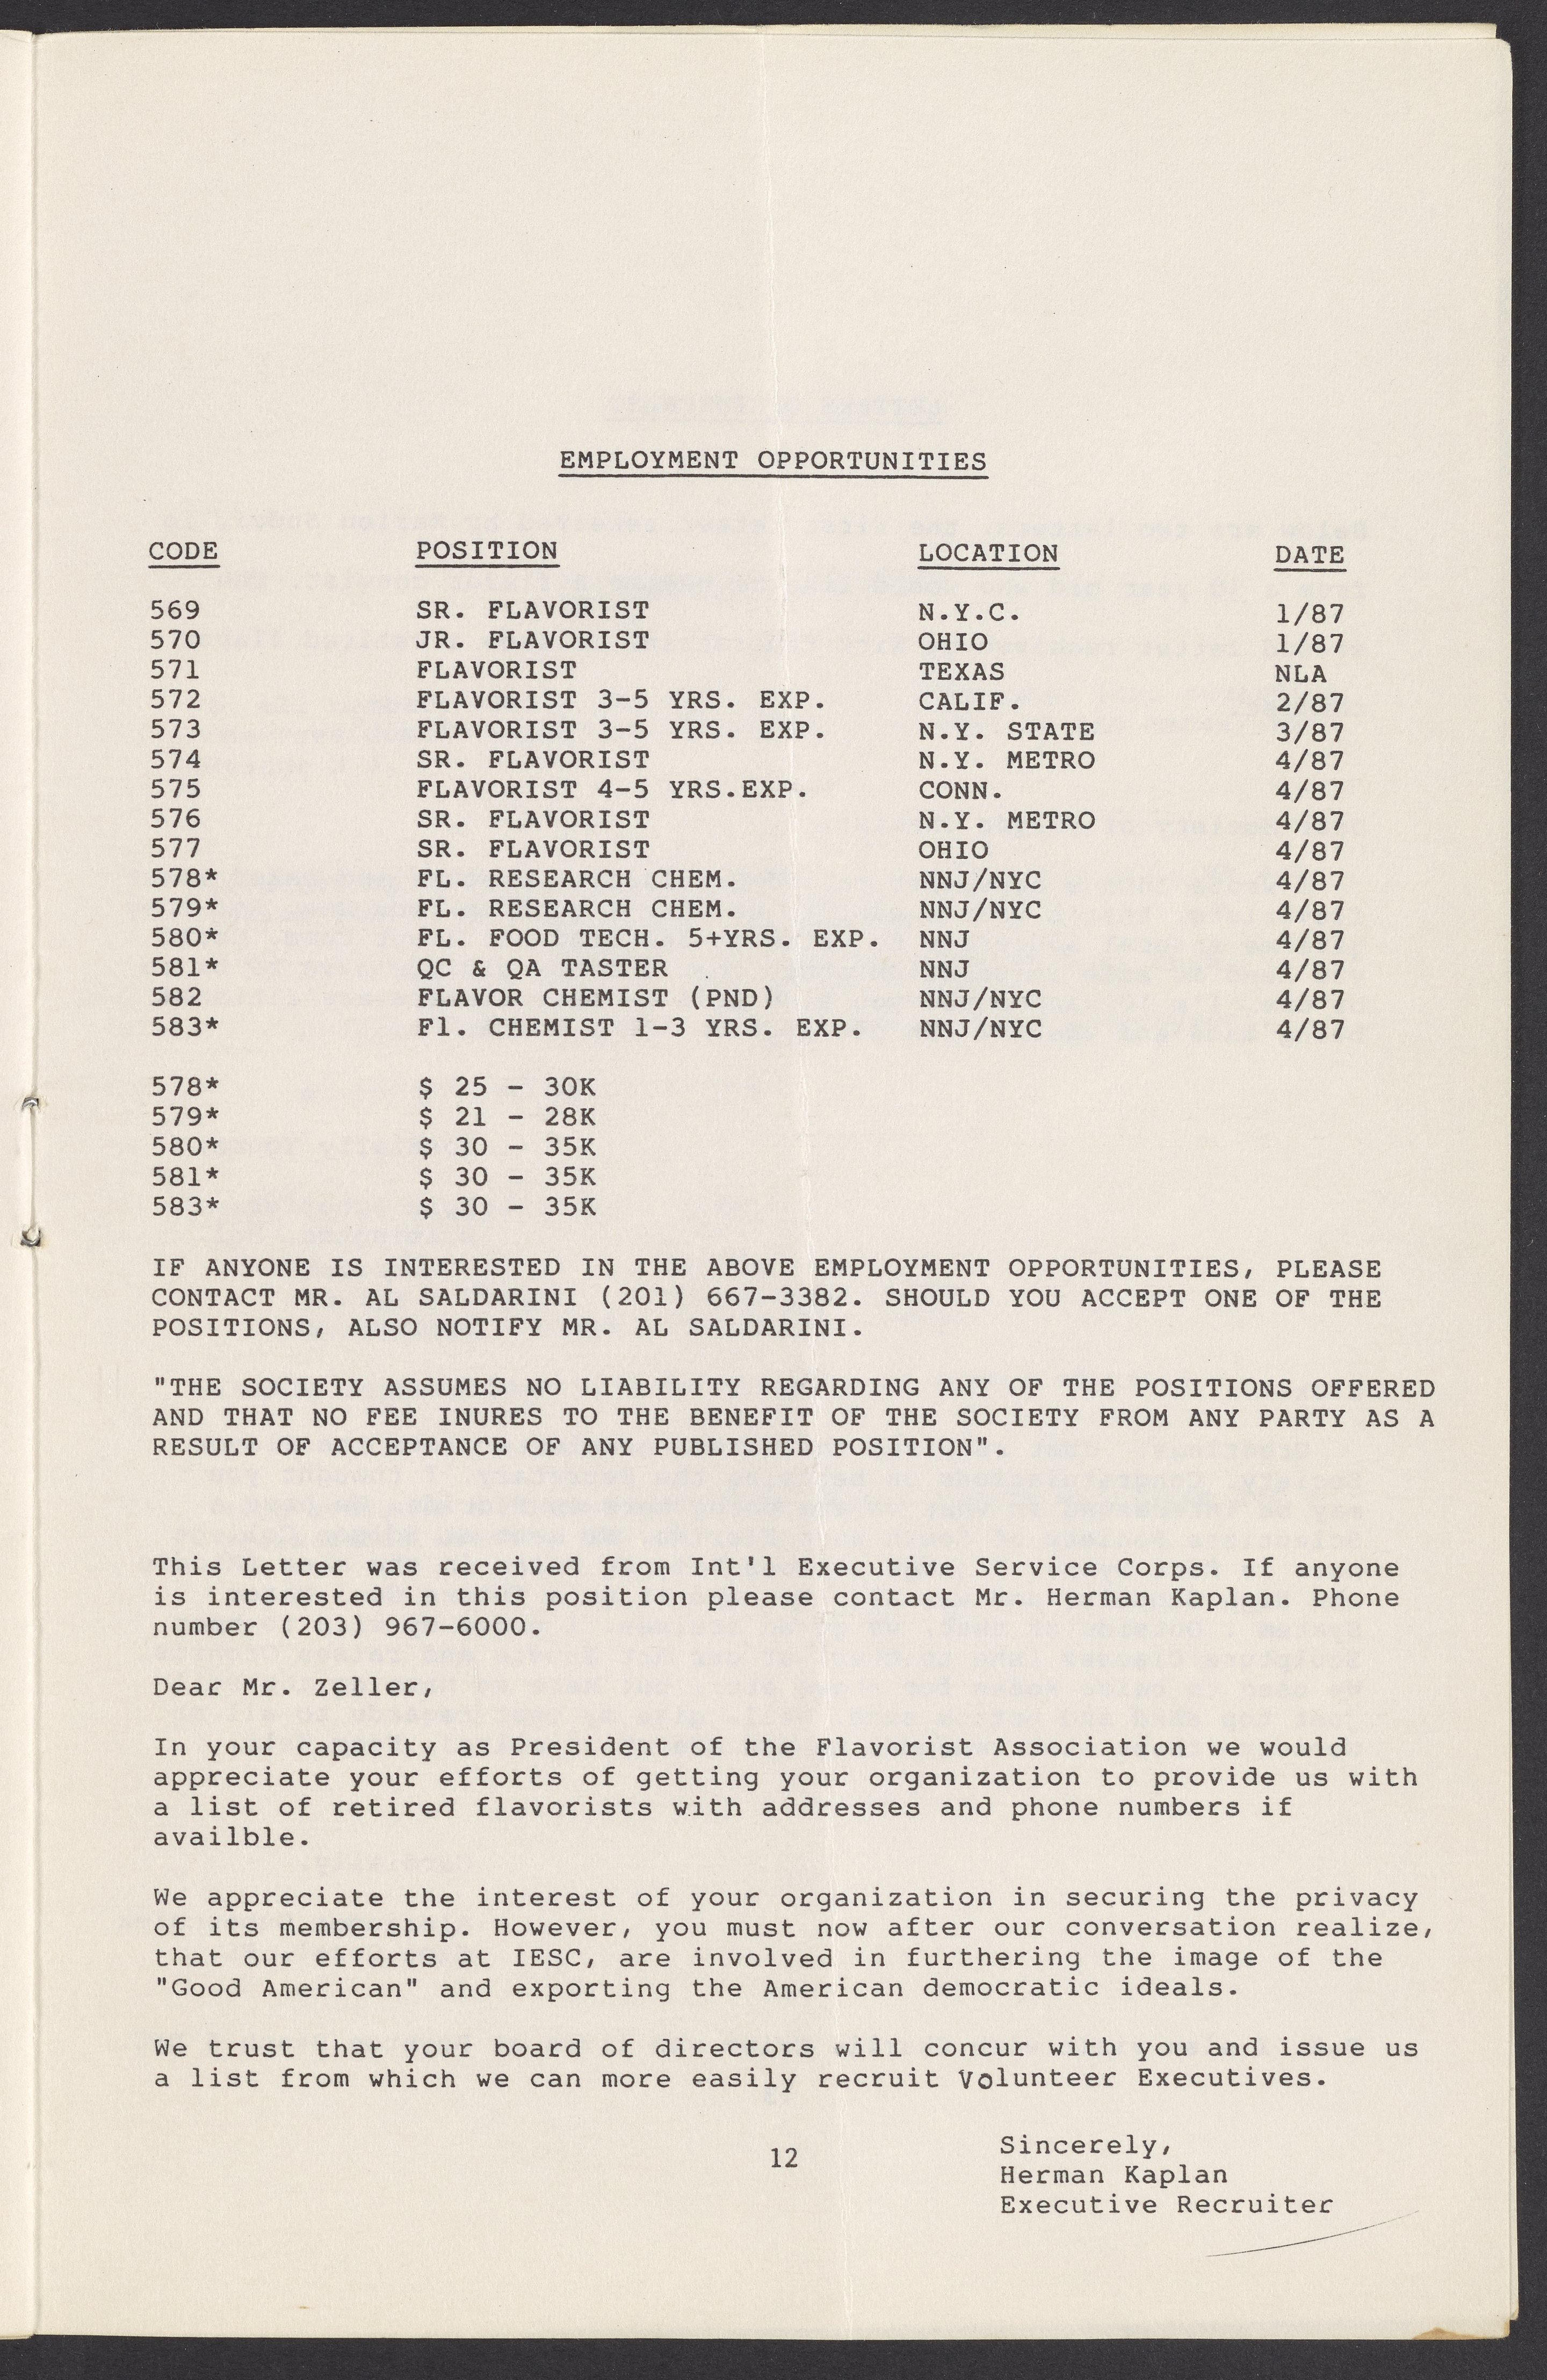 EMPLOYMENT OPPORTUNITIES
CODE POSITION LOCATION DATE
569 SR. FLAVORIST N.Y.C. 1/87
570 JR. FLAVORIST OHIO 1/87
571 FLAVORIST TEXAS NLA
572 FLAVORIST 3-5 YRS. EXP. CALIF. 2/87
573 FLAVORIST 3-5 YRS. EXP. N.Y. STATE 3/87
574 SR. FLAVORIST N.Y. METRO 4/87
575 FLAVORIST 4-5 YRS.EXP. CONN. 4/87
576 SR. FLAVORIST N.Y. METRO 4/87
577 SR. FLAVORIST OHIO 4/87
578* FL. RESEARCH CHEM. NNJ/NYC 4/87
579* FL. RESEARCH CHEM. NNJ/NYC 4/87
580* FL. FOOD TECH. 5+YRS. EXP. NNJ 4/87
581* QC & QA TASTER NNJ 4/87
582 FLAVOR CHEMIST (PND) NNJ/NYC 4/87
583* Fl. CHEMIST 1-3 YRS. EXP. NNJ/NYC 4/87
578* $ 25 - 30K
579* $ 21 - 28K
580* $ 30 - 35K
581* $ 30 - 35K
583* $ 30 - 35K
IF ANYONE IS INTERESTED IN THE ABOVE EMPLOYMENT OPPORTUNITIES, PLEASE
CONTACT MR. AL SALDARINI (201) 667-3382. SHOULD YOU ACCEPT ONE OF THE
POSITIONS, ALSO NOTIFY MR. AL SALDARINI.
"THE SOCIETY ASSUMES NO LIABILITY REGARDING ANY OF THE POSITIONS OFFERED
AND THAT NO FEE INURES TO THE BENEFIT OF THE SOCIETY FROM ANY PARTY AS A
RESULT OF ACCEPTANCE OF ANY PUBLISHED POSITION".
This Letter was received from Int'l Executive Service Corps. If anyone
is interested in this position please contact Mr. Herman Kaplan. Phone
number (203) 967-6000.
Dear Mr. Zeller,
In your capacity as President of the Flavorist Association we would
appreciate your efforts of getting your organization to provide us with
a list of retired flavorists with addresses and phone numbers if
availble.
We appreciate the interest of your organization in securing the privacy
of its membership. However, you must now after our conversation realize,
that our efforts at IESC, are involved in furthering the image of the
"Good American" and exporting the American democratic ideals.
We trust that your board of directors will concur with you and issue us
a list from which we can more easily recruit Volunteer Executives.
Sincerely,
Herman Kaplan
Executive Recruiter
12